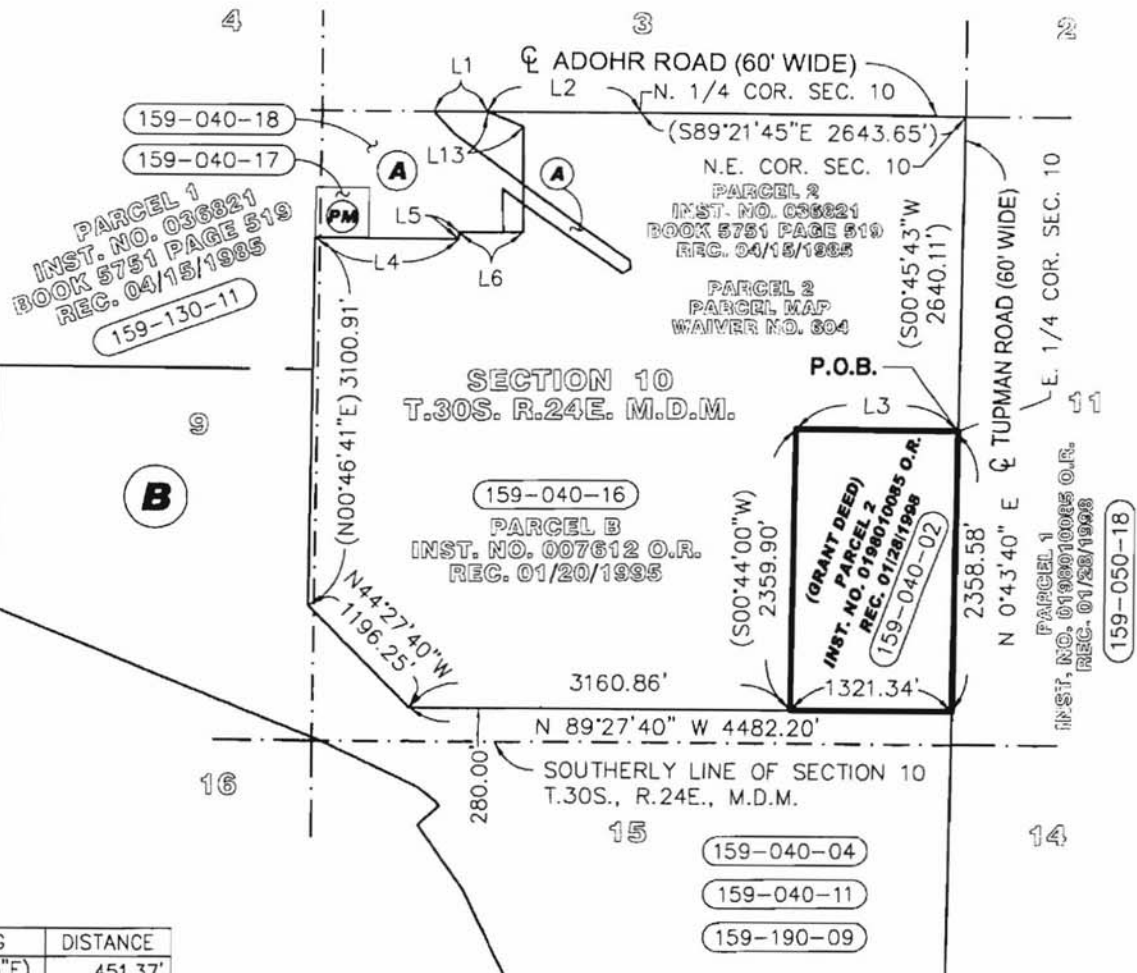 4
3
2
℄ ADOHR ROAD (60' WIDE)
L1
L2
N. 1/4 COR. SEC. 10
(S89°21'45"E 2643.65')
N.E. COR. SEC. 10
159-040-18
159-040-17
A
L13
A
PM
PARCEL 1
INST. NO. 036821
BOOK 5751 PAGE 519
REC. 04/15/1985
159-130-11
L5
L4
L6
PARCEL 2
INST. NO. 036821
BOOK 5751 PAGE 519
REC. 04/15/1985
PARCEL 2
PARCEL MAP
WAIVER NO. 604
(S00°45'43"W
2640.11')
℄ TUPMAN ROAD (60' WIDE)
E. 1/4 COR. SEC. 10
(N00°46'41"E) 3100.91'
SECTION 10
T.30S. R.24E. M.D.M.
P.O.B.
L3
9
11
B
159-040-16
PARCEL B
INST. NO. 007612 O.R.
REC. 01/20/1995
(S00°44'00"W)
2359.90'
(GRANT DEED)
PARCEL 2
INST. NO. 0198010085 O.R.
REC. 01/28/1998
159-040-02
2358.58'
N 0°43'40" E
PARCEL 1
INST. NO. 0198010085 O.R.
REC. 01/28/1998
159-050-18
N44°27'40"W
1196.25'
3160.86'
1321.34'
N 89°27'40" W 4482.20'
280.00'
SOUTHERLY LINE OF SECTION 10
T.30S., R.24E., M.D.M.
16
15
14
159-040-04
159-040-11
159-190-09
G
DISTANCE
"E)
451.37'